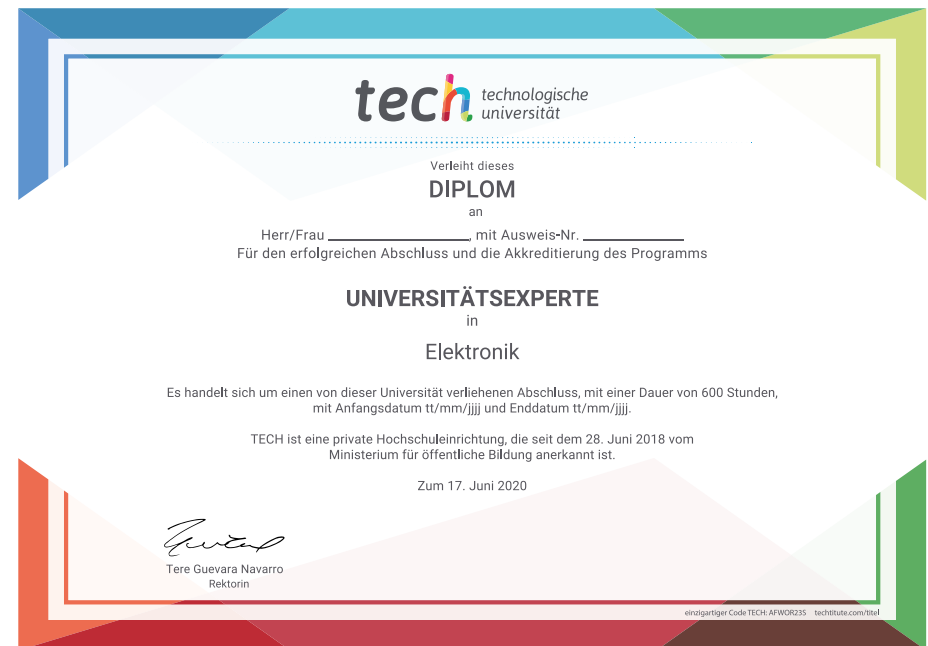 tech technologische
universität
Verleiht dieses
DIPLOM
an
Herr/Frau ____________________, mit Ausweis-Nr. ______________
Für den erfolgreichen Abschluss und die Akkreditierung des Programms
UNIVERSITÄTSEXPERTE
in
Elektronik
Es handelt sich um einen von dieser Universität verliehenen Abschluss, mit einer Dauer von 600 Stunden,
mit Anfangsdatum tt/mm/jjjj und Enddatum tt/mm/jjjj.
TECH ist eine private Hochschuleinrichtung, die seit dem 28. Juni 2018 vom
Ministerium für öffentliche Bildung anerkannt ist.
Zum 17. Juni 2020
Tere Guevara Navarro
Rektorin
einzigartiger Code TECH: AFWOR23S techtitute.com/titel